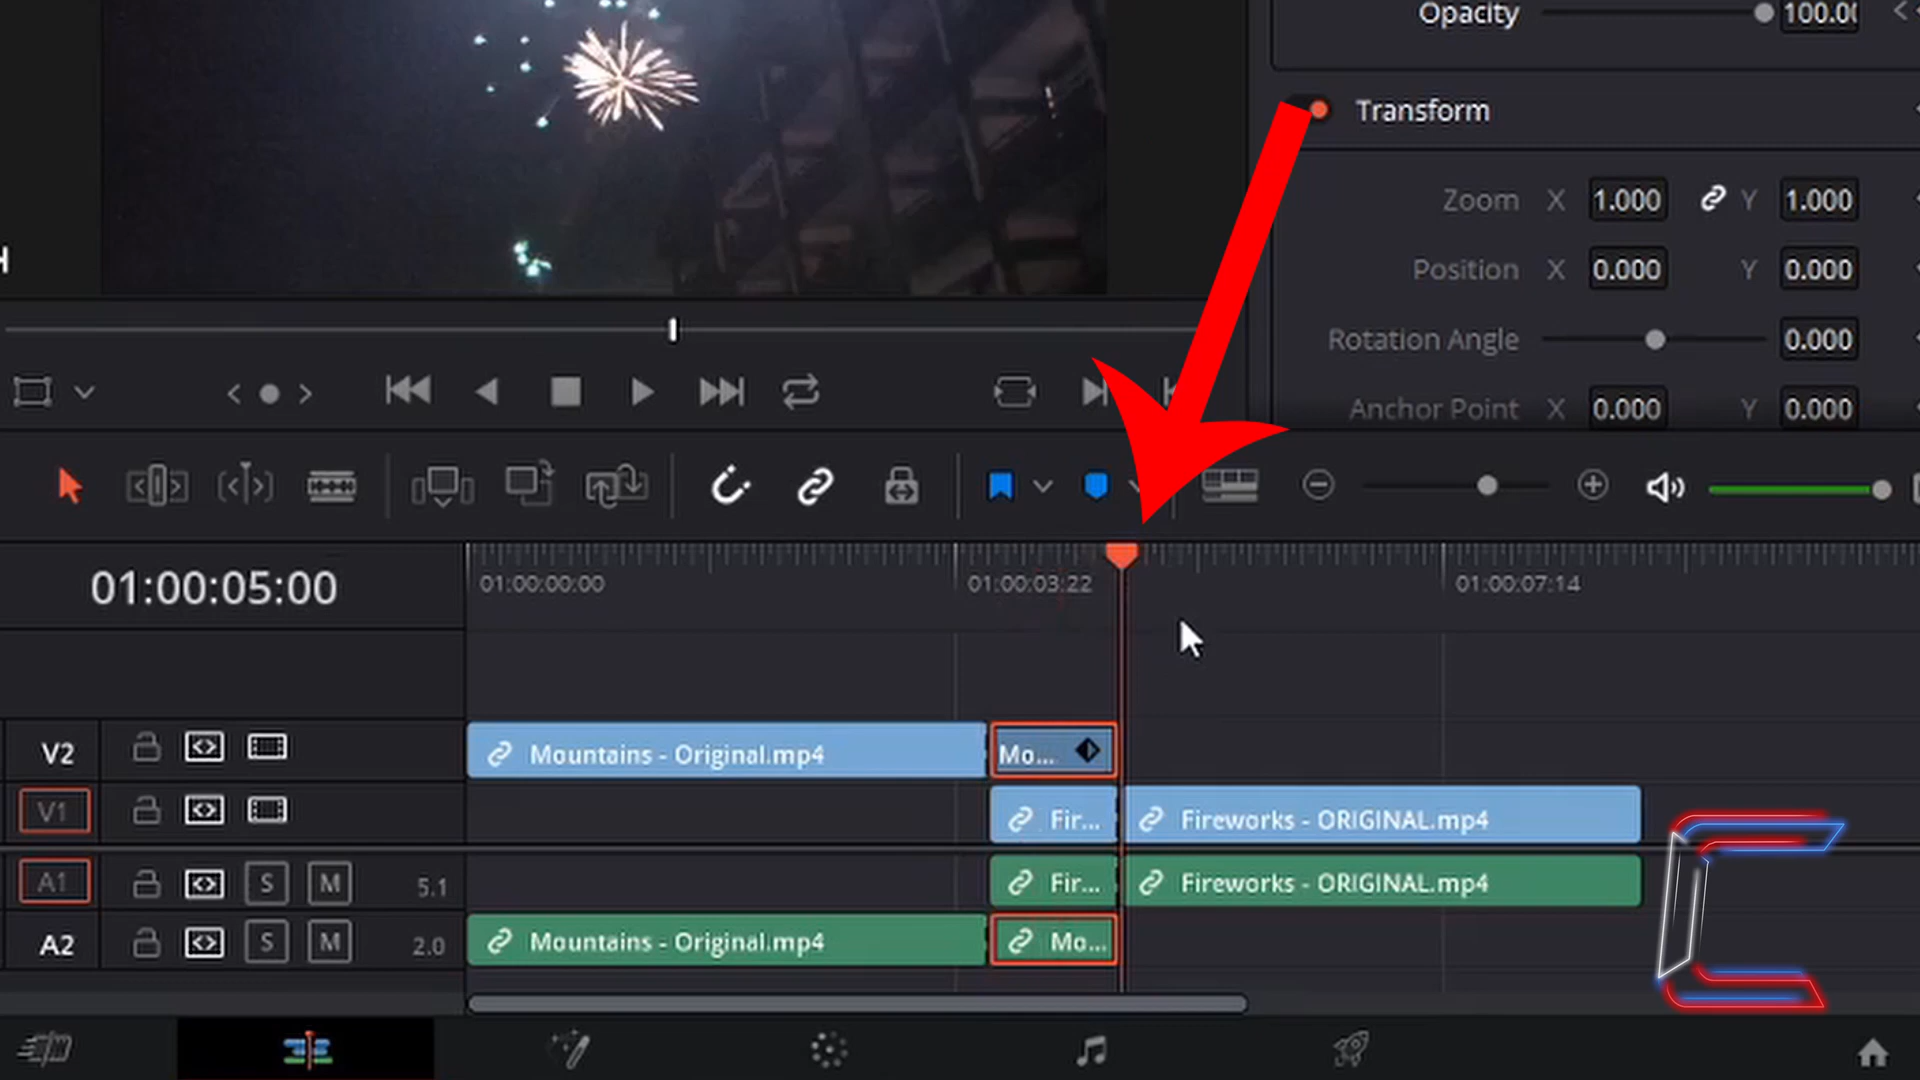 Opacity 100.0
Transform
Zoom X 1.000 Y 1.000
Position X 0.000 Y 0.000
Rotation Angle 0.000
Anchor Point X 0.000 Y 0.000
01:00:05:00
01:00:00:00 01:00:03:22 01:00:07:14
V2 Mountains - Original.mp4 Mo...
V1 Fir... Fireworks - ORIGINAL.mp4
A1 S M 5.1 Fir... Fireworks - ORIGINAL.mp4
A2 S M 2.0 Mountains - Original.mp4 Mo...